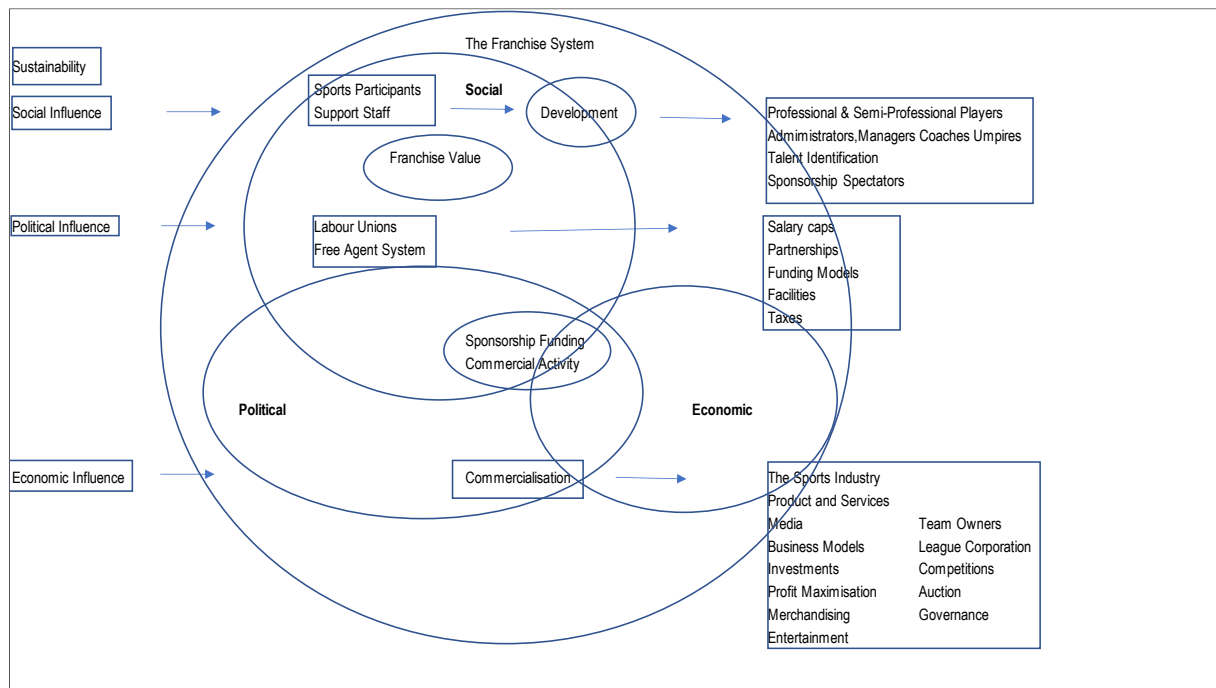 The Franchise System
Sustainability
Social Influence
Sports Participants
Support Staff
Social
Development
Professional & Semi-Professional Players
Administrators,Managers Coaches Umpires
Talent Identification
Sponsorship Spectators
Franchise Value
Political Influence
Labour Unions
Free Agent System
Salary caps
Partnerships
Funding Models
Facilities
Taxes
Sponsorship Funding
Commercial Activity
Political
Economic
Economic Influence
Commercialisation
The Sports Industry
Product and Services
Media Team Owners
Business Models League Corporation
Investments Competitions
Profit Maximisation Auction
Merchandising Governance
Entertainment